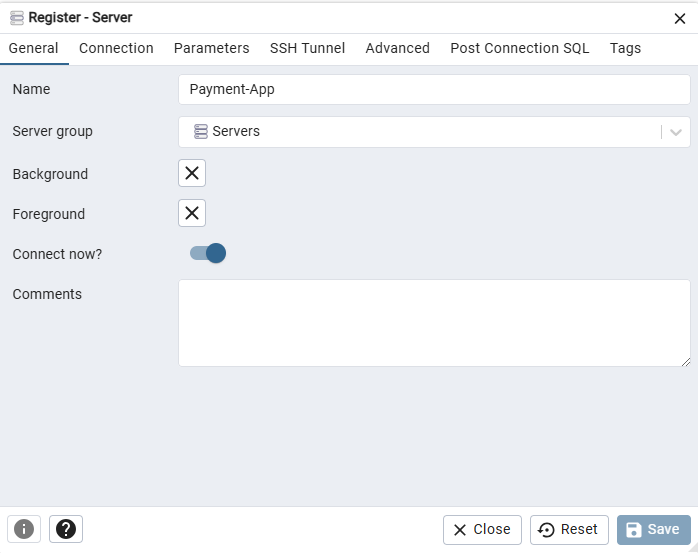 Register - Server
General Connection Parameters SSH Tunnel Advanced Post Connection SQL Tags
Name Payment-App
Server group Servers
Background
Foreground
Connect now?
Comments
Close Reset Save